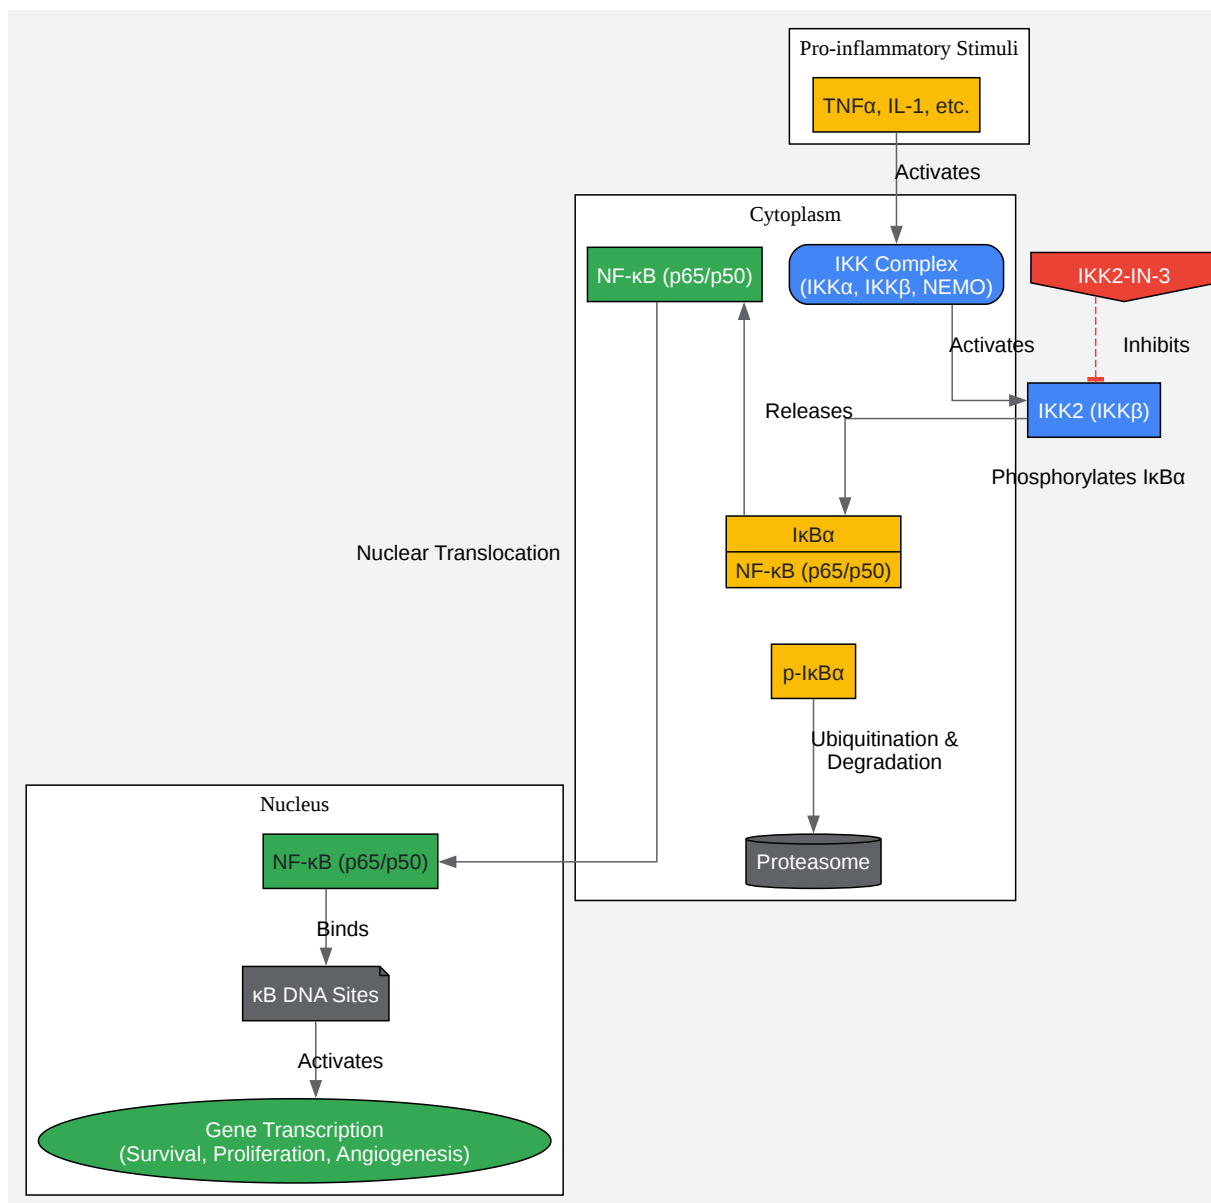 Pro-inflammatory Stimuli
TNFα, IL-1, etc.
Activates
Cytoplasm
NF-κB (p65/p50)
IKK Complex
(IKKα, IKKβ, NEMO)
IKK2-IN-3
Activates
Inhibits
Releases
IKK2 (IKKβ)
Phosphorylates IκBα
IκBα
NF-κB (p65/p50)
Nuclear Translocation
p-IκBα
Ubiquitination &
Degradation
Proteasome
Nucleus
NF-κB (p65/p50)
Binds
κB DNA Sites
Activates
Gene Transcription
(Survival, Proliferation, Angiogenesis)